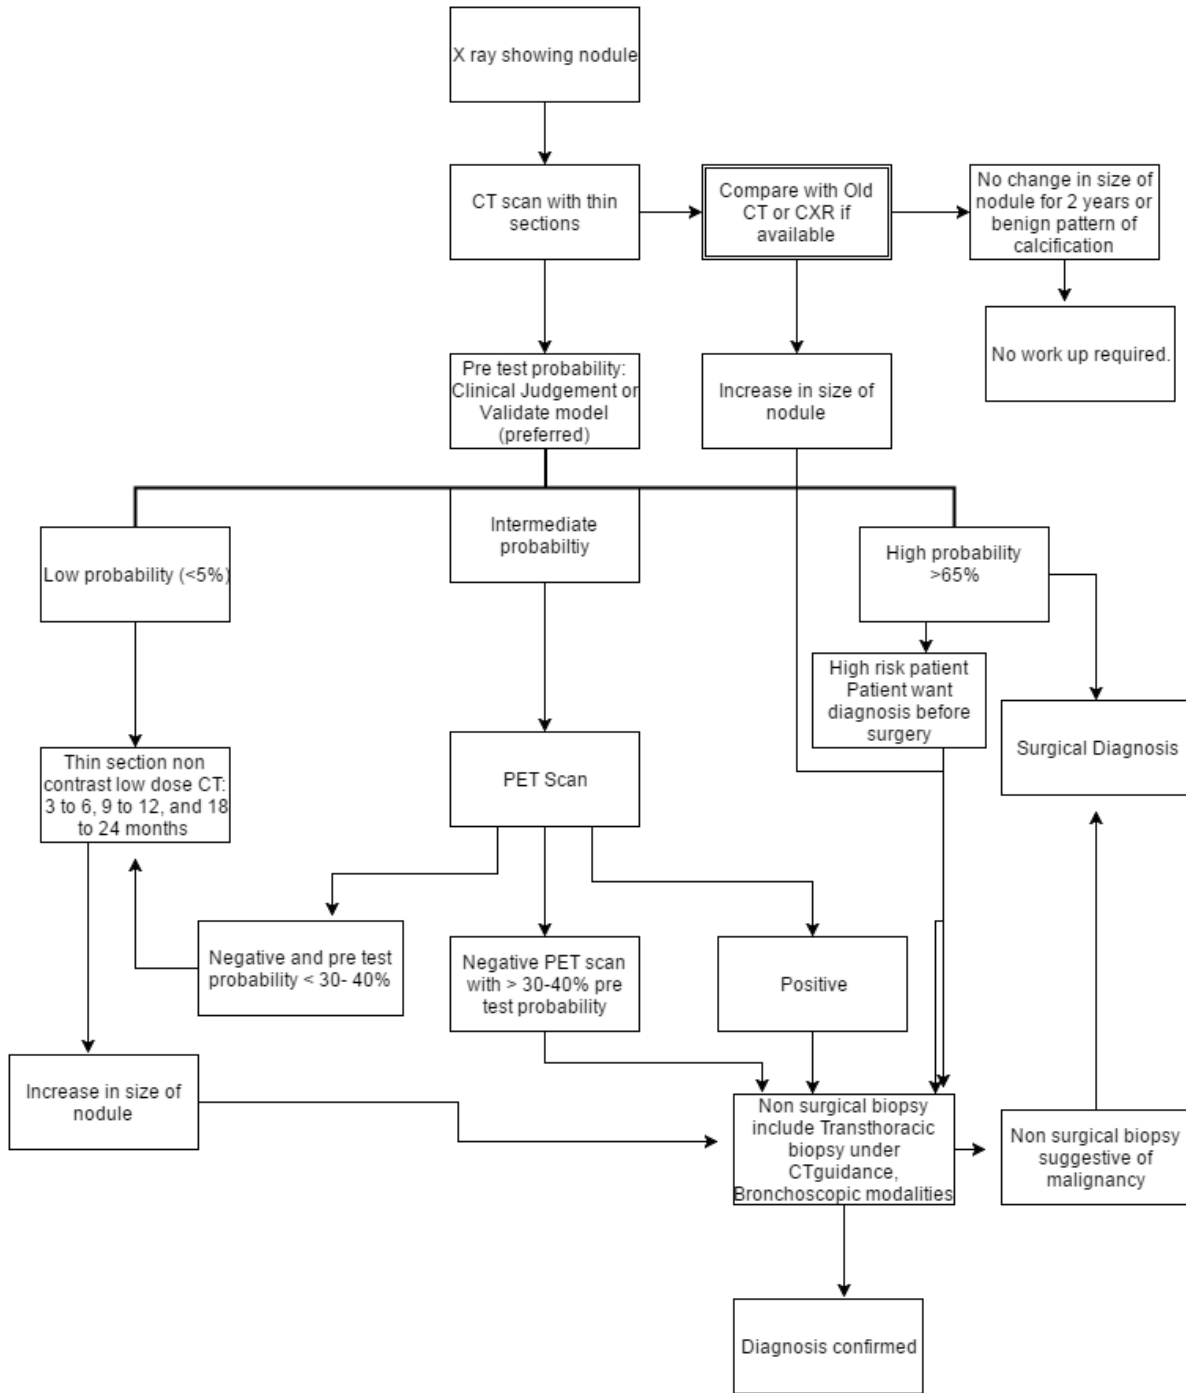 X ray showing nodule
CT scan with thin
sections
Compare with Old
CT or CXR if
available
No change in size of
nodule for 2 years or
benign pattern of
calcification
No work up required.
Pre test probability:
Clinical Judgement or
Validate model
(preferred)
Increase in size of
nodule
Low probability (<5%)
Intermediate
probabiltiy
High probability
>65%
High risk patient
Patient want
diagnosis before
surgery
Surgical Diagnosis
Thin section non
contrast low dose CT:
3 to 6, 9 to 12, and 18
to 24 months
PET Scan
Negative and pre test
probability < 30- 40%
Negative PET scan
with > 30-40% pre
test probability
Positive
Increase in size of
nodule
Non surgical biopsy
include Transthoracic
biopsy under
CTguidance,
Bronchoscopic modalities
Non surgical biopsy
suggestive of
malignancy
Diagnosis confirmed